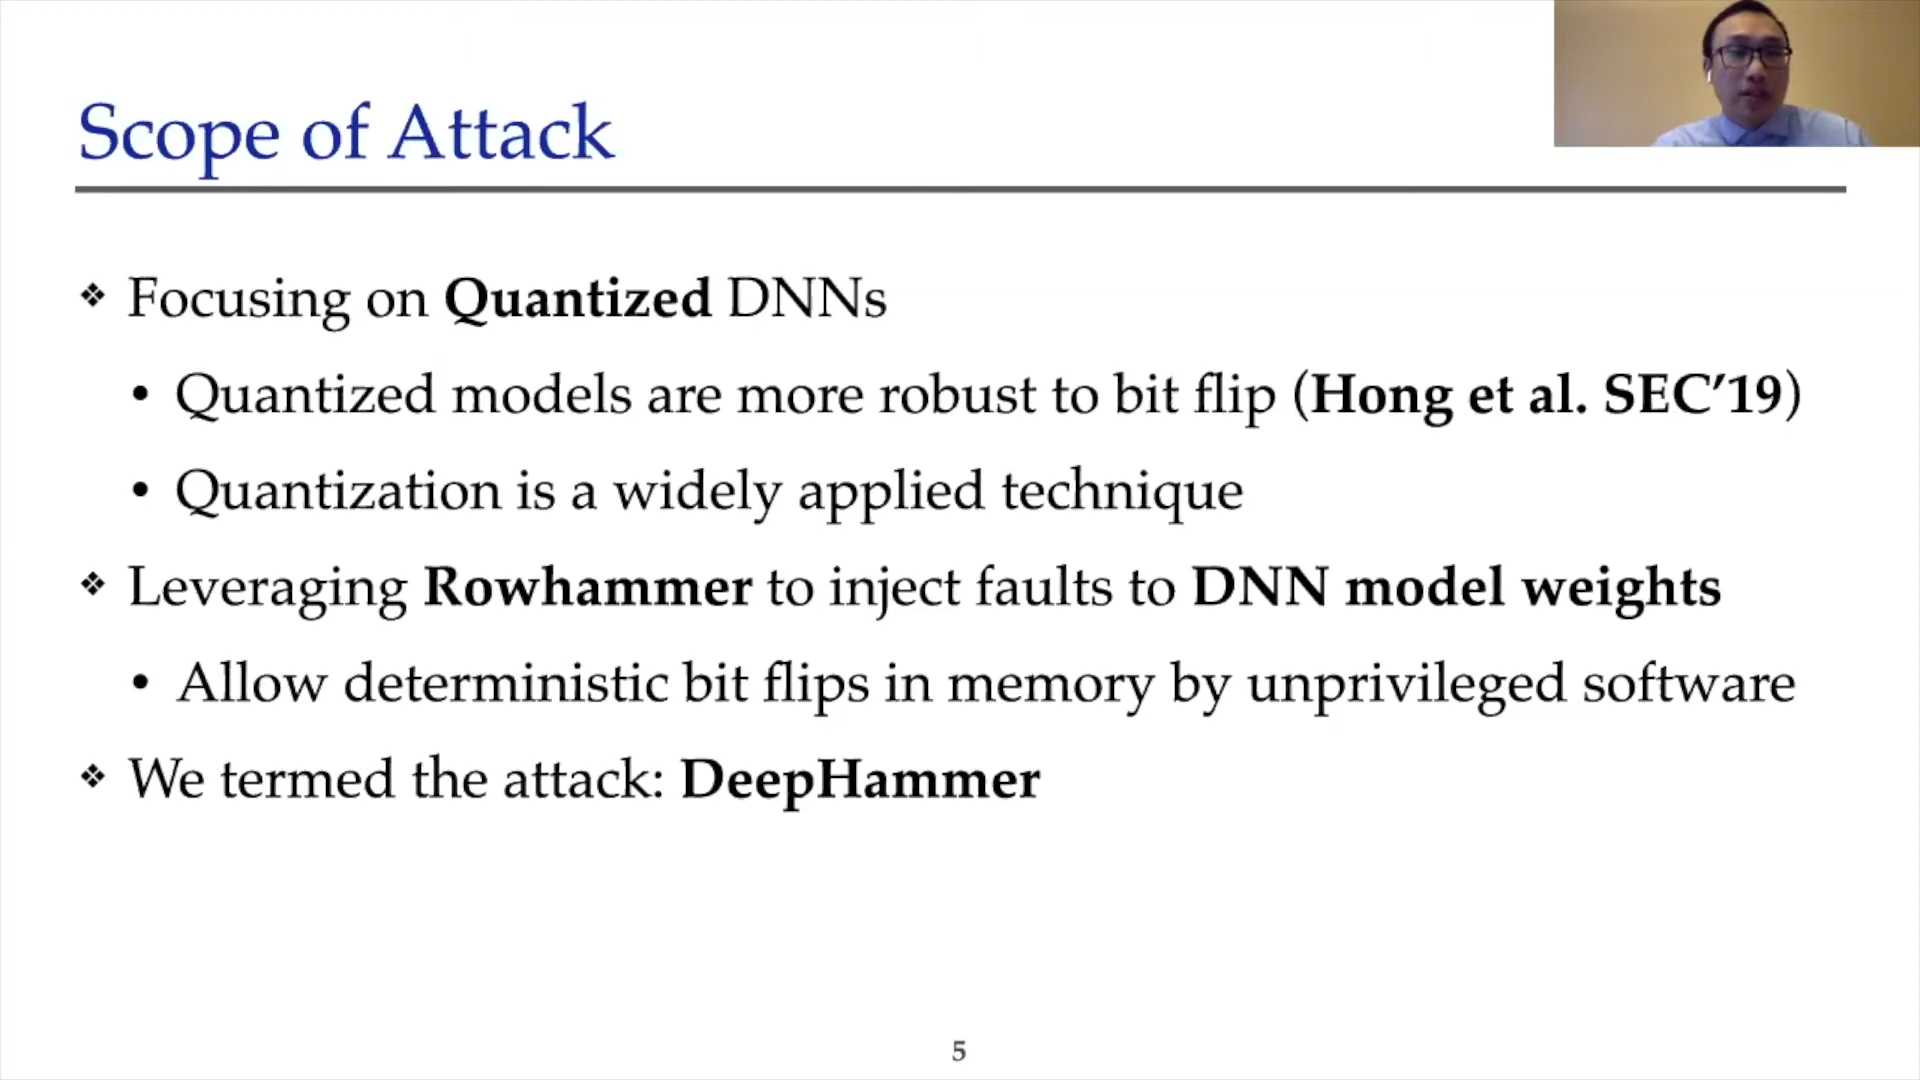 Scope of Attack
❖ Focusing on Quantized DNNs
• Quantized models are more robust to bit flip (Hong et al. SEC’19)
• Quantization is a widely applied technique
❖ Leveraging Rowhammer to inject faults to DNN model weights
• Allow deterministic bit flips in memory by unprivileged software
❖ We termed the attack: DeepHammer
5